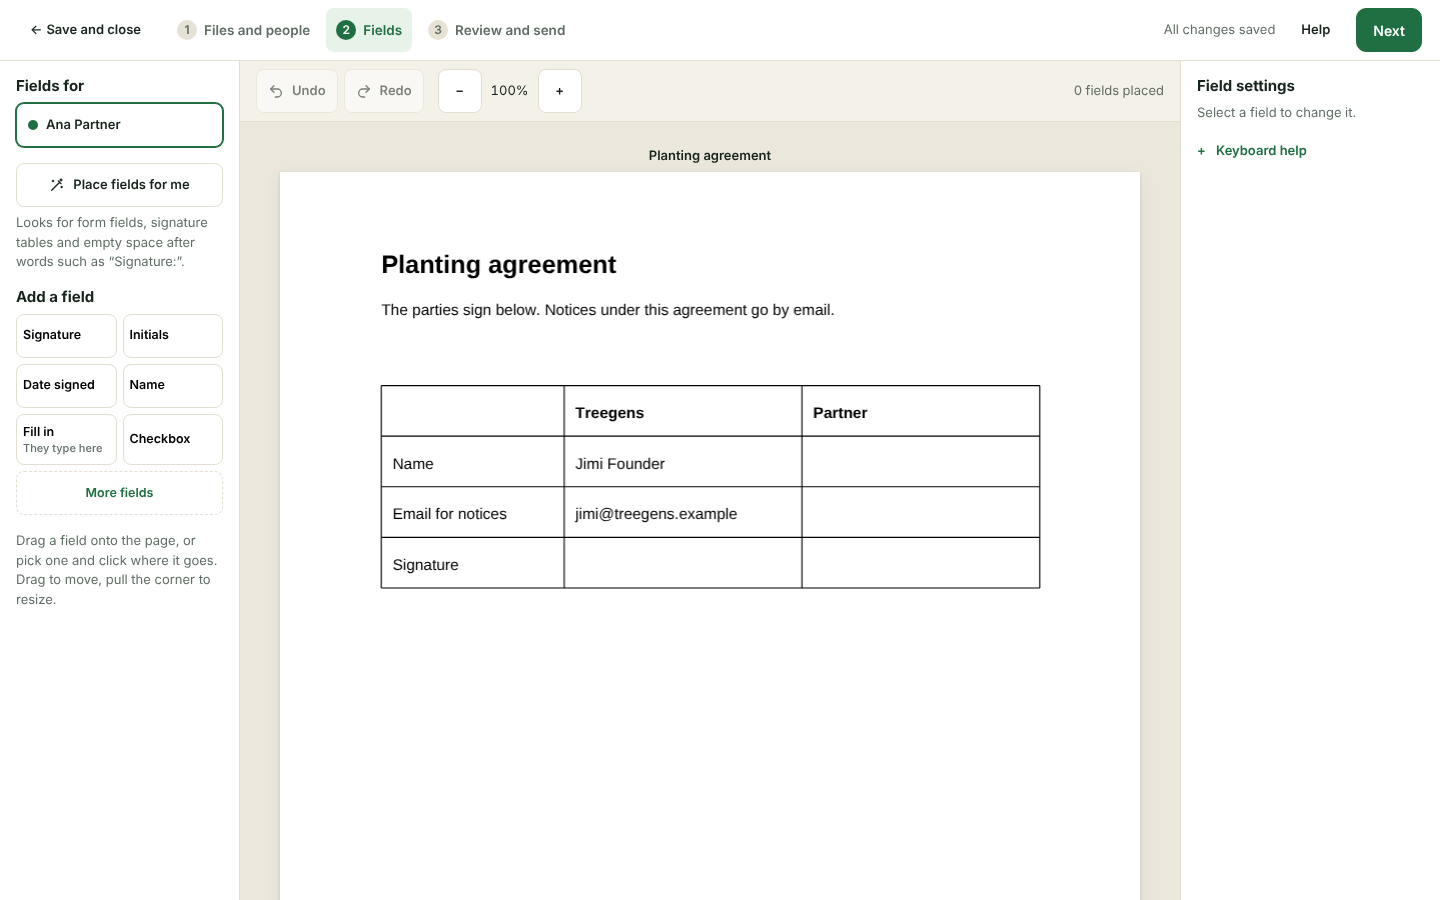 ← Save and close
1 Files and people
2 Fields
3 Review and send
All changes saved
Help
Next
Fields for
Ana Partner
Place fields for me
Looks for form fields, signature
tables and empty space after
words such as “Signature:”.
Add a field
Signature
Initials
Date signed
Name
Fill in
They type here
Checkbox
More fields
Drag a field onto the page, or
pick one and click where it goes.
Drag to move, pull the corner to
resize.
Undo
Redo
−
100%
+
0 fields placed
Planting agreement
Planting agreement
The parties sign below. Notices under this agreement go by email.
Treegens Partner
Name Jimi Founder
Email for notices jimi@treegens.example
Signature
Field settings
Select a field to change it.
+ Keyboard help